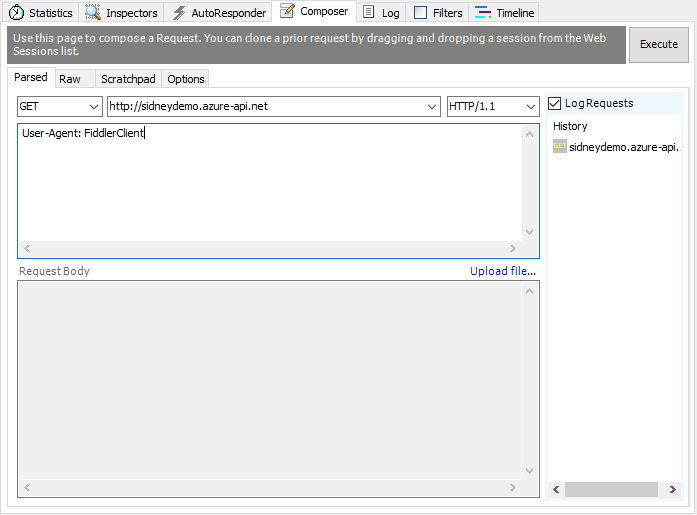 Statistics Inspectors AutoResponder Composer Log Filters Timeline
Use this page to compose a Request. You can clone a prior request by dragging and dropping a session from the Web
Sessions list.
Execute
Parsed Raw Scratchpad Options
GET http://sidneydemo.azure-api.net HTTP/1.1
Log Requests
User-Agent: FiddlerClient
History
GET sidneydemo.azure-api.
Request Body Upload file...